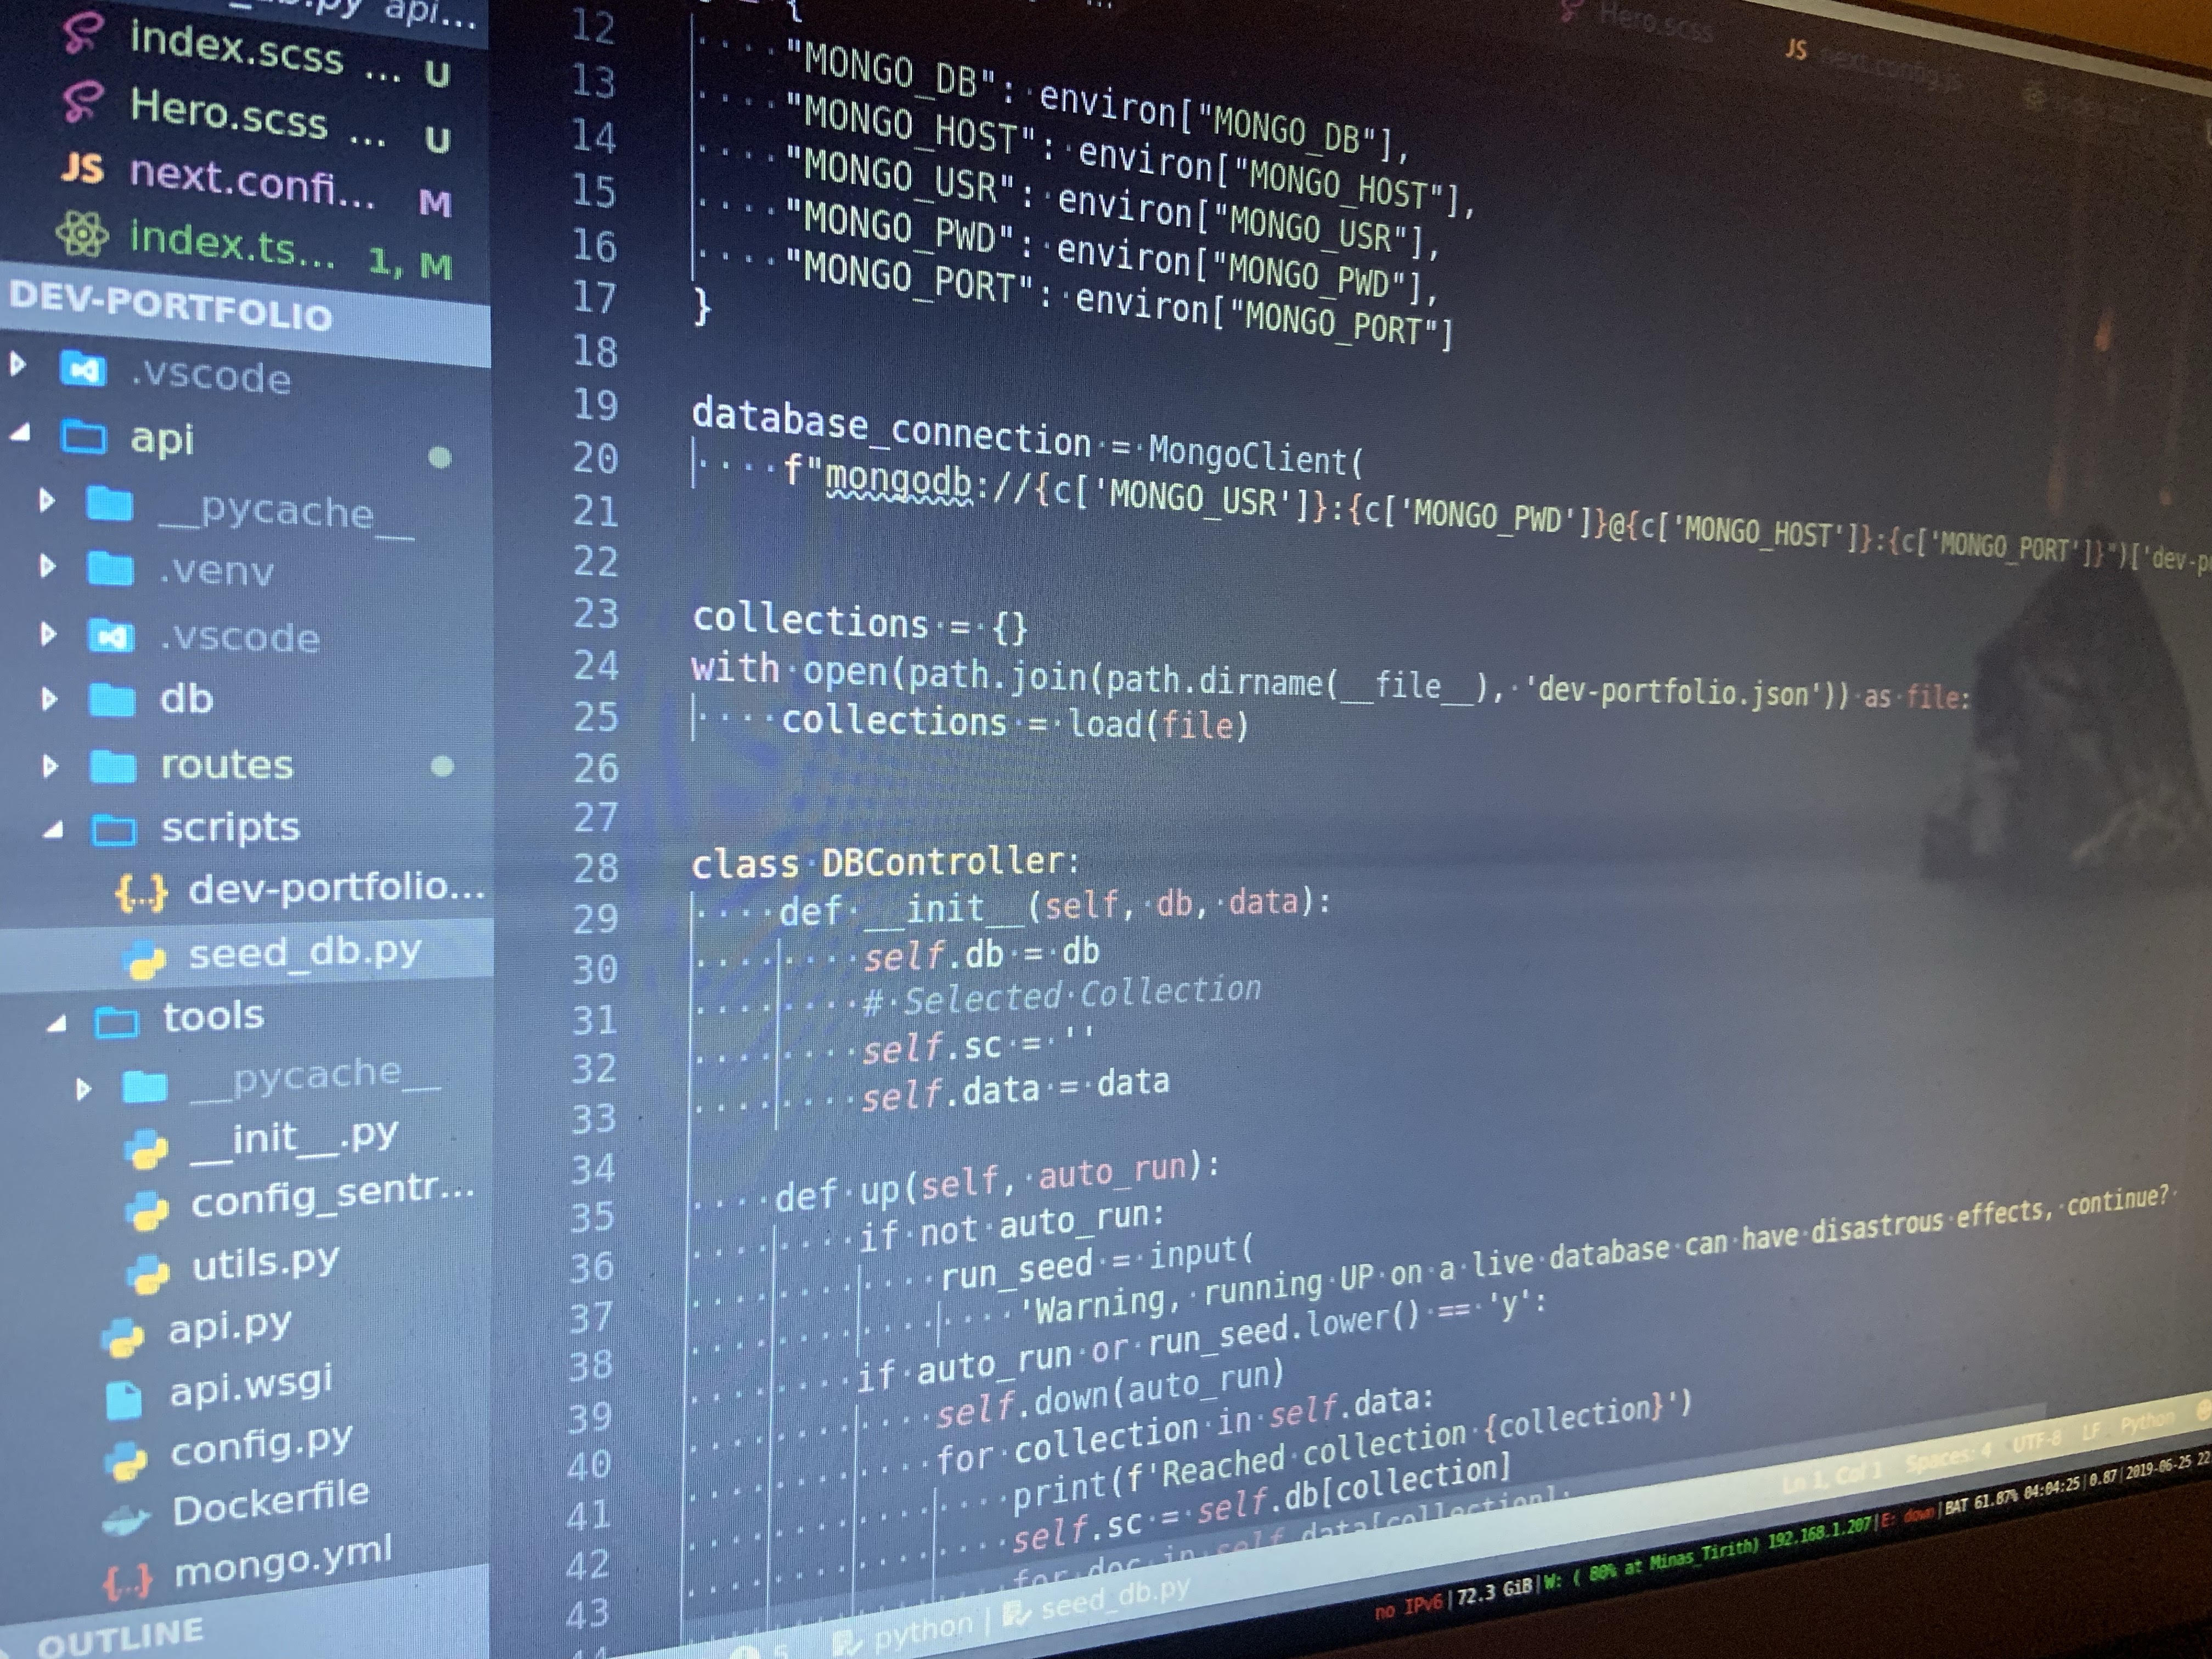 index.scss ... U
Hero.scss ... U
JS next.confi... M
index.ts... 1, M
DEV-PORTFOLIO
.vscode
api
__pycache__
.venv
.vscode
db
routes
scripts
{..} dev-portfolio...
seed_db.py
tools
__pycache__
__init__.py
config_sentr...
utils.py
api.py
api.wsgi
config.py
Dockerfile
{..} mongo.yml
OUTLINE
Hero.scss
JS next.config.js
12 {
13 "MONGO_DB": environ["MONGO_DB"],
14 "MONGO_HOST": environ["MONGO_HOST"],
15 "MONGO_USR": environ["MONGO_USR"],
16 "MONGO_PWD": environ["MONGO_PWD"],
17 "MONGO_PORT": environ["MONGO_PORT"]
18 }
19
20 database_connection = MongoClient(
21 f"mongodb://{c['MONGO_USR']}:{c['MONGO_PWD']}@{c['MONGO_HOST']}:{c['MONGO_PORT']}")['dev-p
22
23 collections = {}
24 with open(path.join(path.dirname(__file__), 'dev-portfolio.json')) as file:
25 collections = load(file)
26
27
28 class DBController:
29 def __init__(self, db, data):
30 self.db = db
31 # Selected Collection
32 self.sc = ''
33 self.data = data
34
35 def up(self, auto_run):
36 if not auto_run:
37 run_seed = input(
38 'Warning, running UP on a live database can have disastrous effects, continue?
39 if auto_run or run_seed.lower() == 'y':
40 self.down(auto_run)
41 for collection in self.data:
42 print(f'Reached collection {collection}')
43 self.sc = self.db[collection]
44 for doc in self.data[collection]:
5 python | seed_db.py
Ln 1, Col 1 Spaces: 4 UTF-8 LF Python
no IPv6|72.3 GiB|W: ( 80% at Minas_Tirith) 192.168.1.207|E: down|BAT 61.87% 04:04:25|0.87|2019-06-25 22